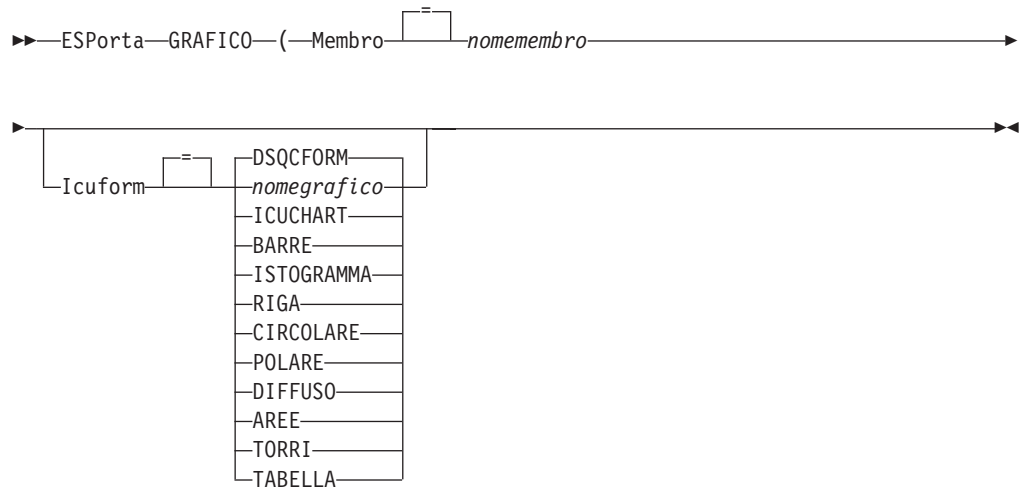 =
ESPorta GRAFICO ( Membro nomemembro
= DSQCFORM
Icuform nomegrafico
ICUCHART
BARRE
ISTOGRAMMA
RIGA
CIRCOLARE
POLARE
DIFFUSO
AREE
TORRI
TABELLA